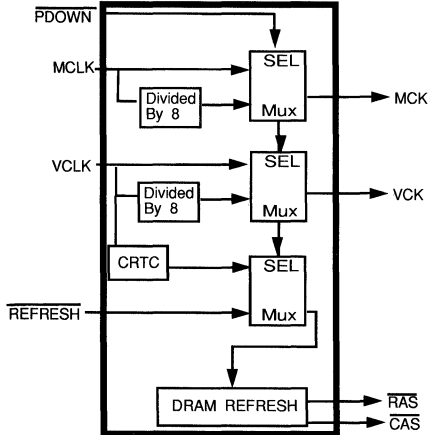 PDOWN
MCLK
SEL
Divided
By 8
Mux
MCK
VCLK
SEL
Divided
By 8
Mux
VCK
CRTC
SEL
REFRESH
Mux
DRAM REFRESH
RAS
CAS